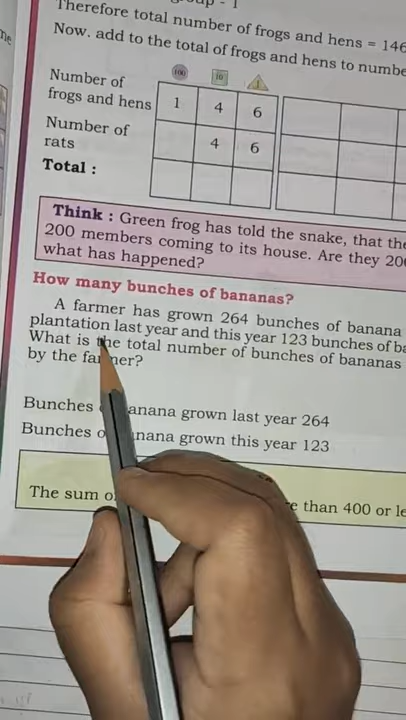 Therefore total number of frogs and hens = 146
Now. add to the total of frogs and hens to numbe
100 10 1
Number of
frogs and hens 1 4 6
Number of
rats 4 6
Total :
Think : Green frog has told the snake, that the
200 members coming to its house. Are they 200
what has happened?
How many bunches of bananas?
A farmer has grown 264 bunches of banana
plantation last year and this year 123 bunches of ba
What is the total number of bunches of bananas
by the farmer?
Bunches anana grown last year 264
Bunches o nana grown this year 123
The sum o e than 400 or le